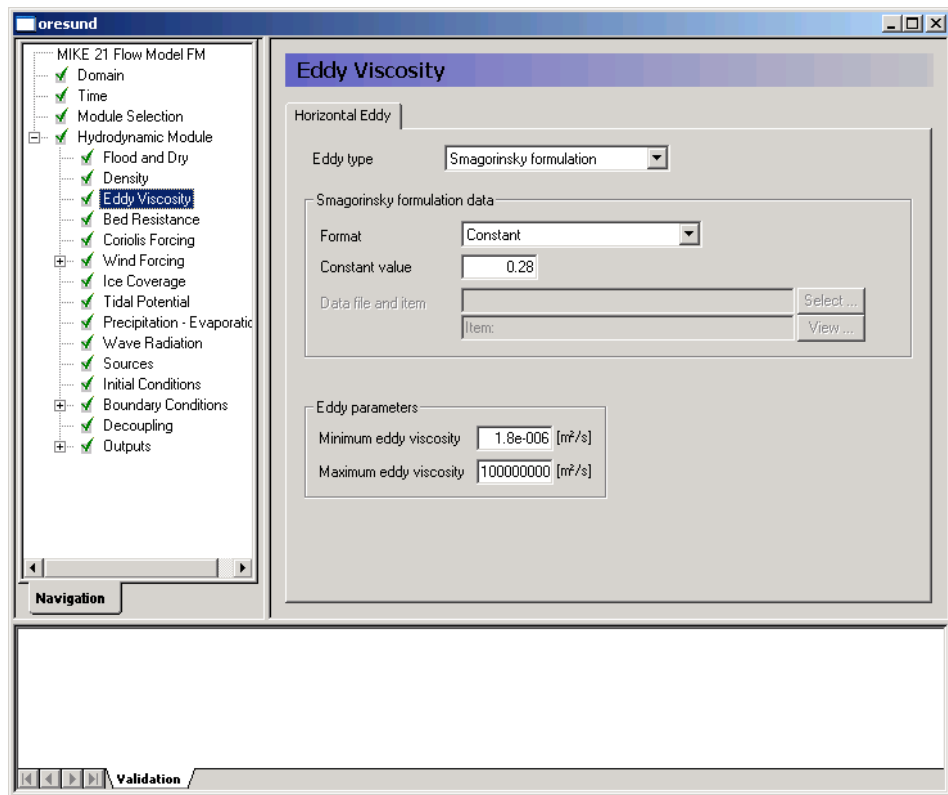 oresund
MIKE 21 Flow Model FM
Domain
Time
Module Selection
Hydrodynamic Module
Flood and Dry
Density
Eddy Viscosity
Bed Resistance
Coriolis Forcing
Wind Forcing
Ice Coverage
Tidal Potential
Precipitation - Evaporatic
Wave Radiation
Sources
Initial Conditions
Boundary Conditions
Decoupling
Outputs
Navigation
Eddy Viscosity
Horizontal Eddy
Eddy type Smagorinsky formulation
Smagorinsky formulation data
Format Constant
Constant value 0.28
Data file and item Select ...
Item: View ...
Eddy parameters
Minimum eddy viscosity 1.8e-006 [m²/s]
Maximum eddy viscosity 100000000 [m²/s]
Validation